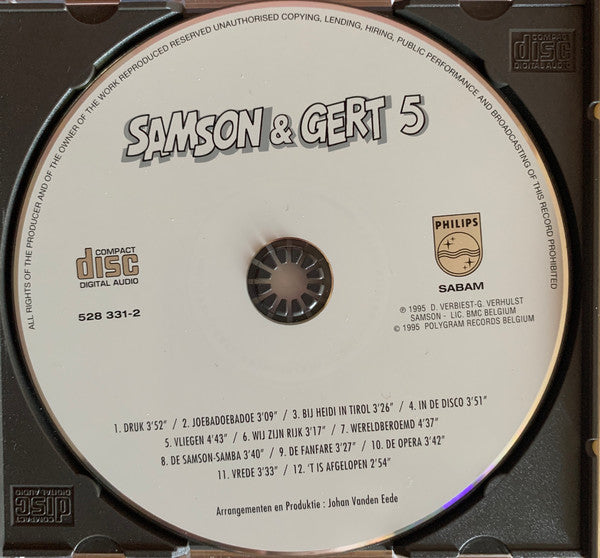 ALL RIGHTS OF THE PRODUCER AND/OF THE OWNER OF THE WORK REPRODUCED RESERVED UNAUTHORISED COPYING, LENDING, HIRING, PUBLIC PERFORMANCE AND BROADCASTING OF THIS RECORD PROHIBITED
COMPACT
disc
DIGITAL AUDIO
SAMSON & GERT 5
COMPACT
disc
DIGITAL AUDIO
528 331-2
PHILIPS
SABAM
℗ 1995 D. VERBIEST-G. VERHULST
SAMSON - LIC. BMC BELGIUM
© 1995 POLYGRAM RECORDS BELGIUM
1. DRUK 3'52" / 2. JOEBADOEBADOE 3'09" / 3. BIJ HEIDI IN TIROL 3'26" / 4. IN DE DISCO 3'51"
5. VLIEGEN 4'43" / 6. WIJ ZIJN RIJK 3'17" / 7. WERELDBEROEMD 4'37"
8. DE SAMSON-SAMBA 3'40" / 9. DE FANFARE 3'27" / 10. DE OPERA 3'42"
11. VREDE 3'33" / 12. 'T IS AFGELOPEN 2'54"
Arrangementen en Produktie : Johan Vanden Eede
COMPACT
disc
DIGITAL AUDIO